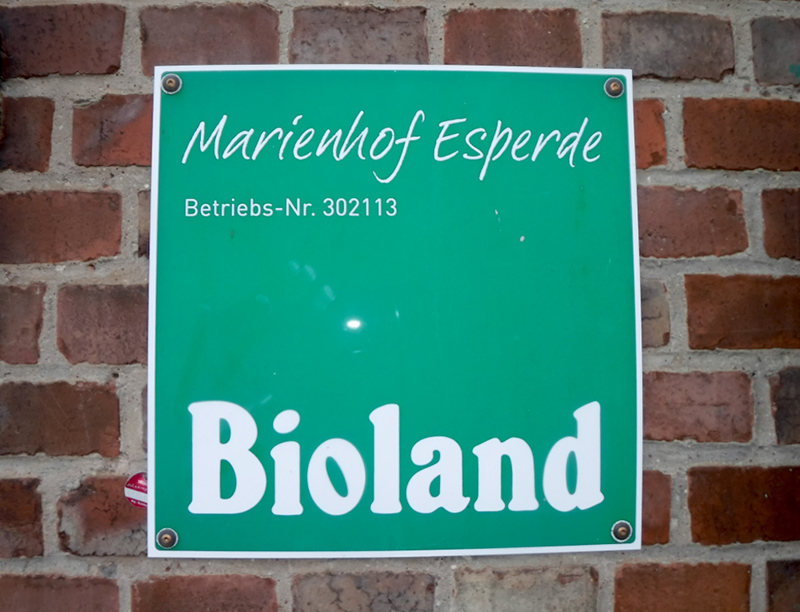 Marienhof Esperde
Betriebs-Nr. 302113
Bioland